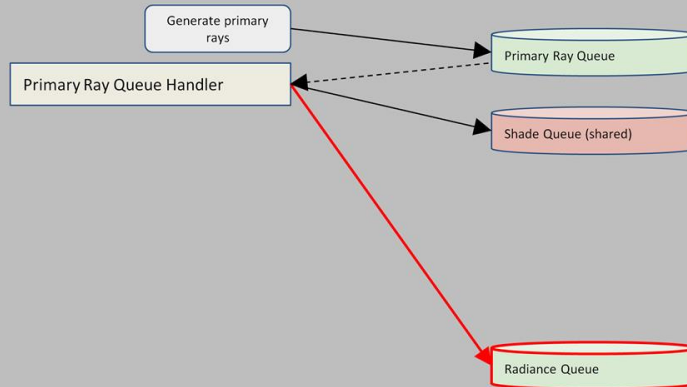 Generate primary
rays
Primary Ray Queue
Primary Ray Queue Handler
Shade Queue (shared)
Radiance Queue